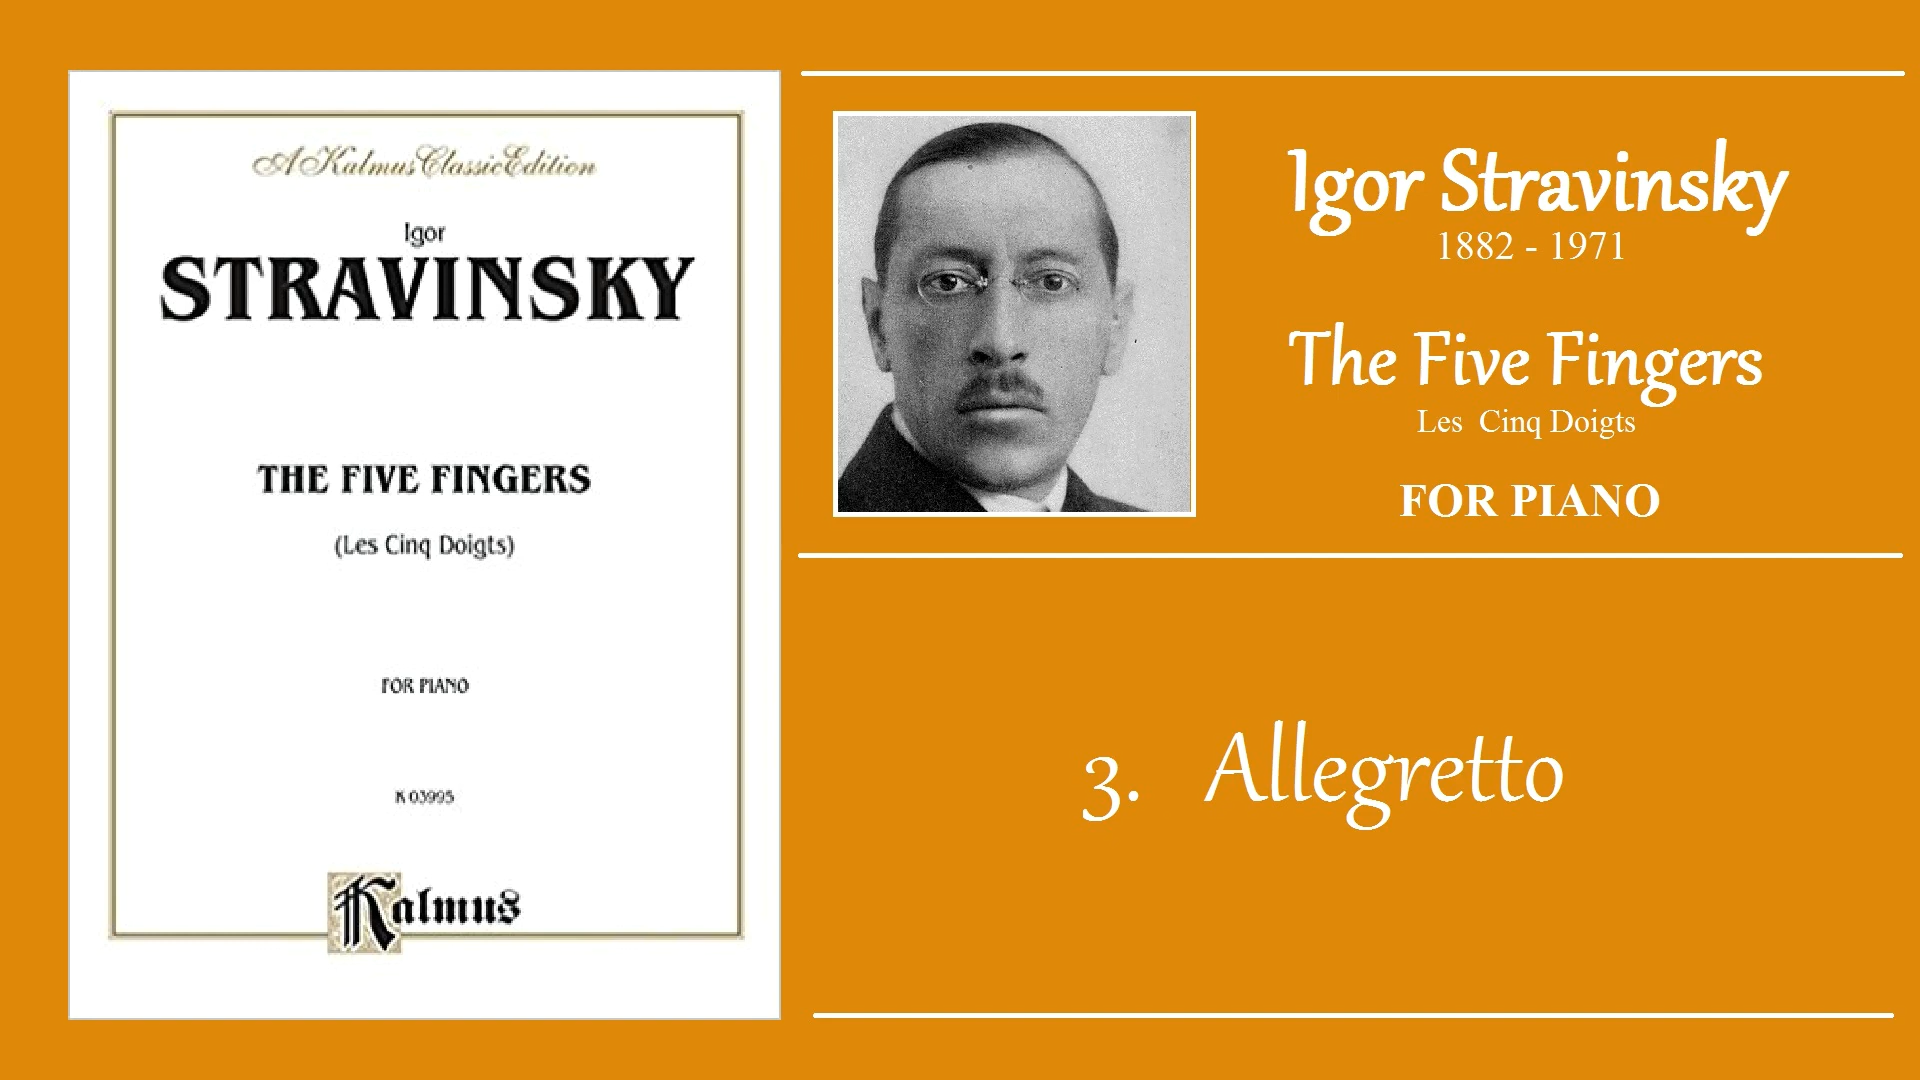 A Kalmus Classic Edition
Igor
STRAVINSKY
THE FIVE FINGERS
(Les Cinq Doigts)
FOR PIANO
K 03995
Kalmus
Igor Stravinsky
1882 - 1971
The Five Fingers
Les Cinq Doigts
FOR PIANO
3. Allegretto